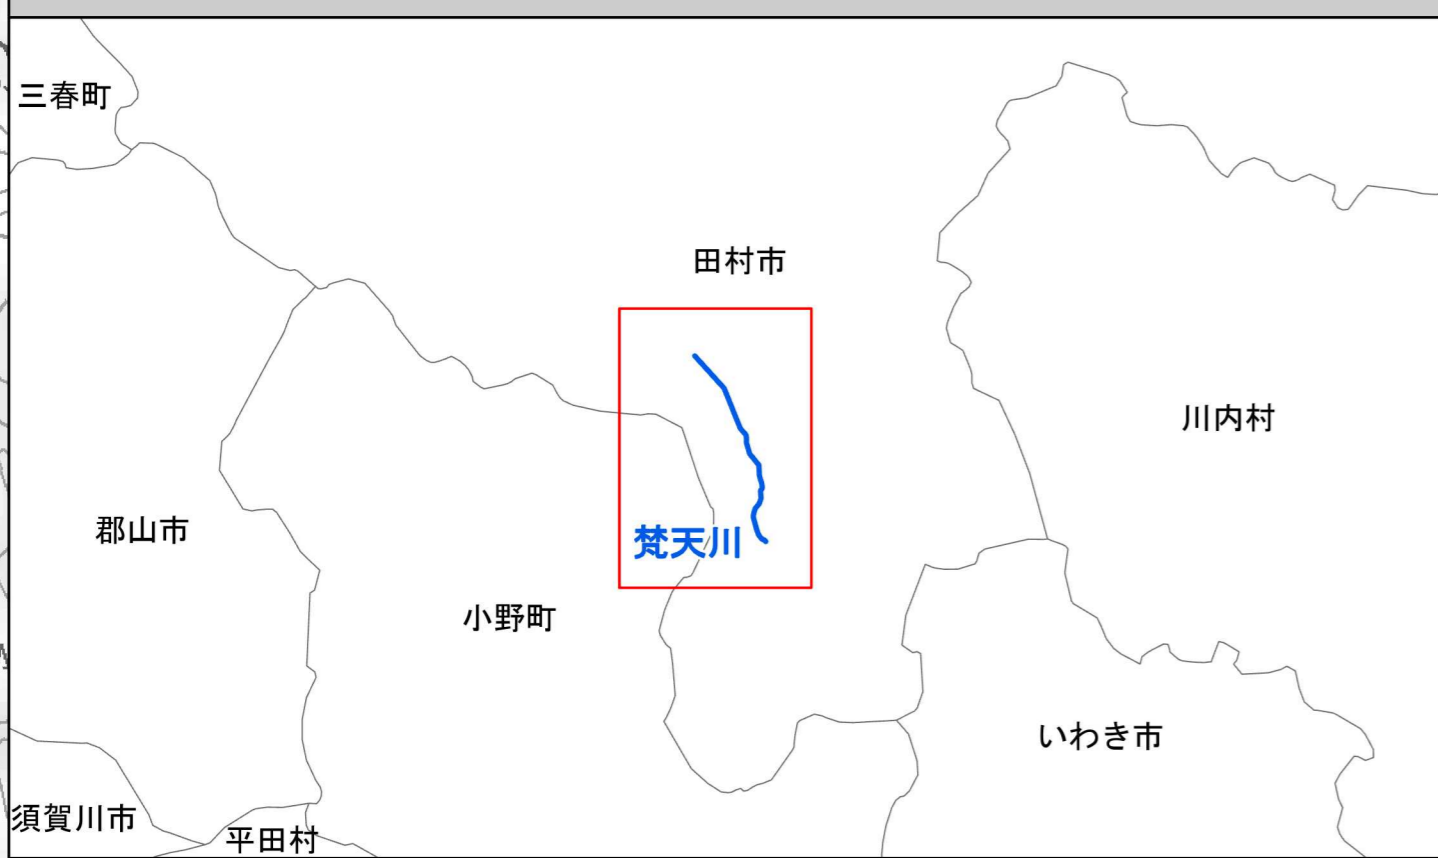 三春町
田村市
川内村
郡山市
梵天川
小野町
いわき市
須賀川市
平田村